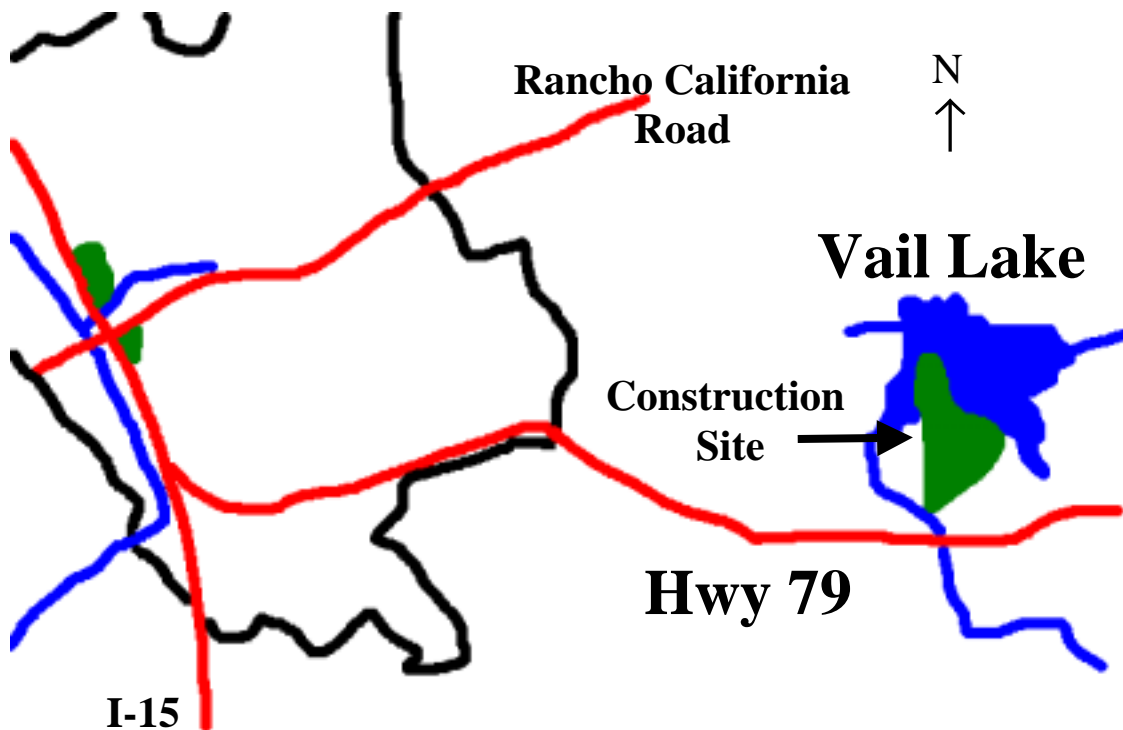 Rancho California
Road
N
Vail Lake
Construction
Site
Hwy 79
I-15